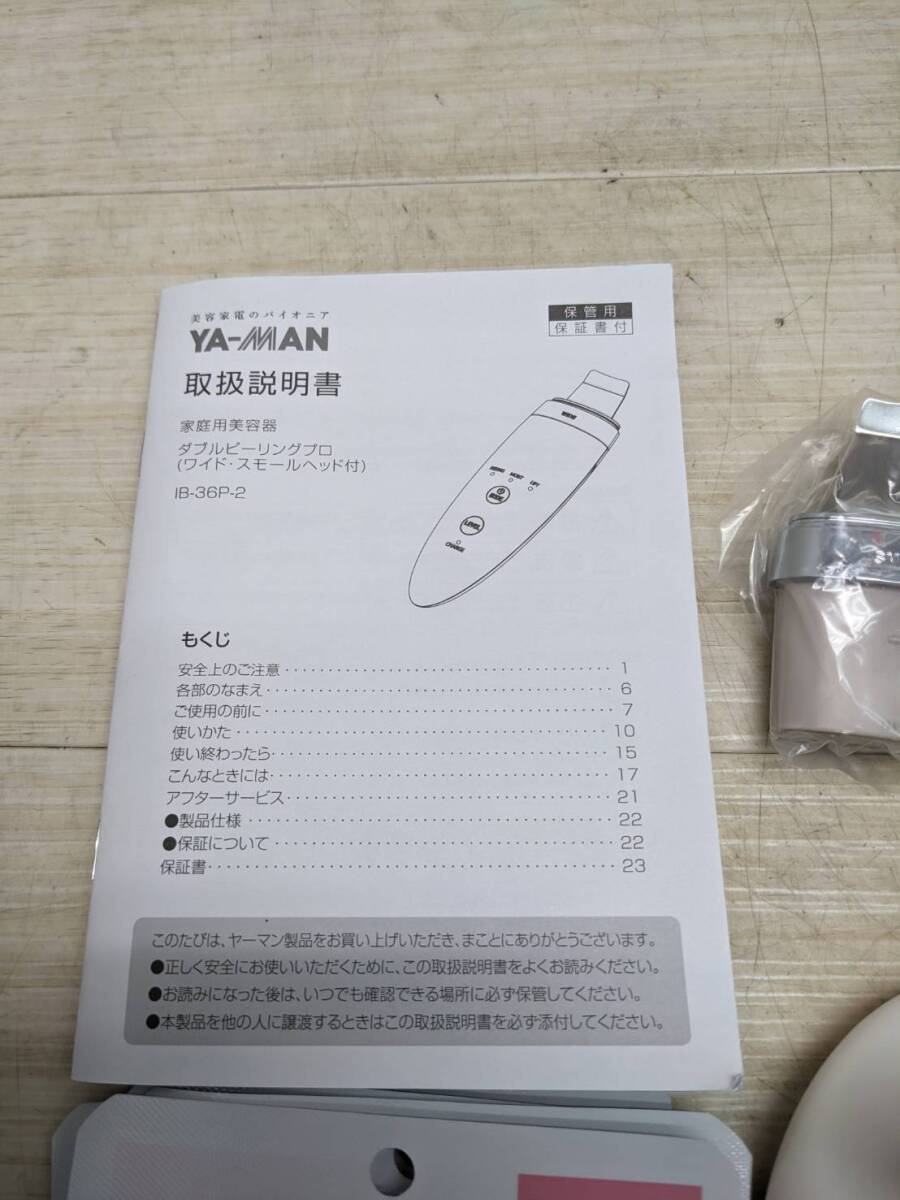 美容家電のパイオニア
YA-MAN
保管用
保証書付
取扱説明書
家庭用美容器
ダブルピーリングプロ
(ワイド・スモールヘッド付)
IB-36P-2
MOIST LIFT
MODE
LEVEL
CHARGE
もくじ
安全上のご注意 1
各部のなまえ 6
ご使用の前に 7
使いかた 10
使い終わったら 15
こんなときには 17
アフターサービス 21
●製品仕様 22
●保証について 22
保証書 23
このたびは、ヤーマン製品をお買い上げいただき、まことにありがとうございます。
●正しく安全にお使いいただくために、この取扱説明書をよくお読みください。
●お読みになった後は、いつでも確認できる場所に必ず保管してください。
●本製品を他の人に譲渡するときはこの取扱説明書を必ず添付してください。